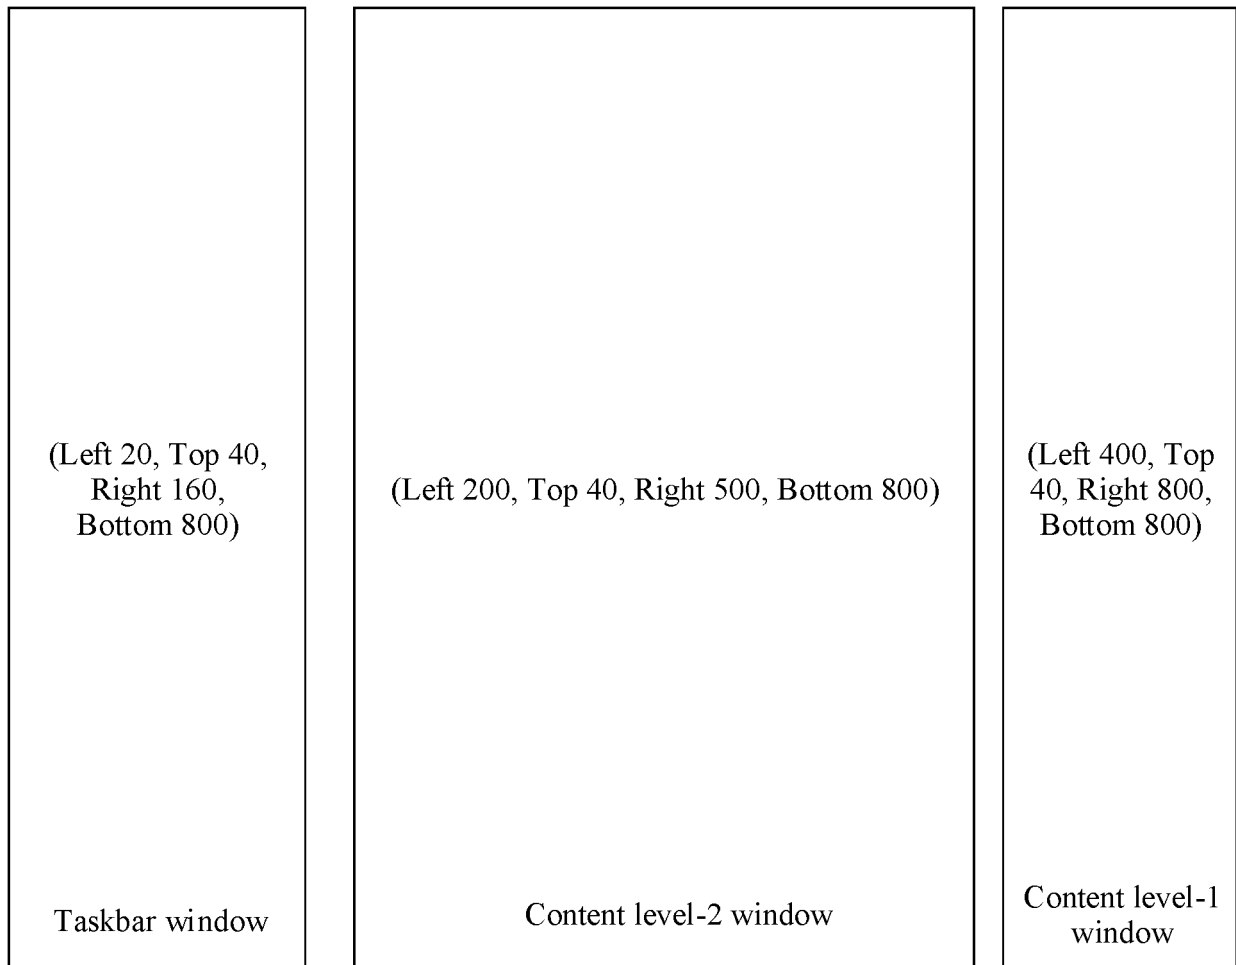 (Left 20, Top 40,
Right 160,
Bottom 800)
Taskbar window
(Left 200, Top 40, Right 500, Bottom 800)
Content level-2 window
(Left 400, Top
40, Right 800,
Bottom 800)
Content level-1
window